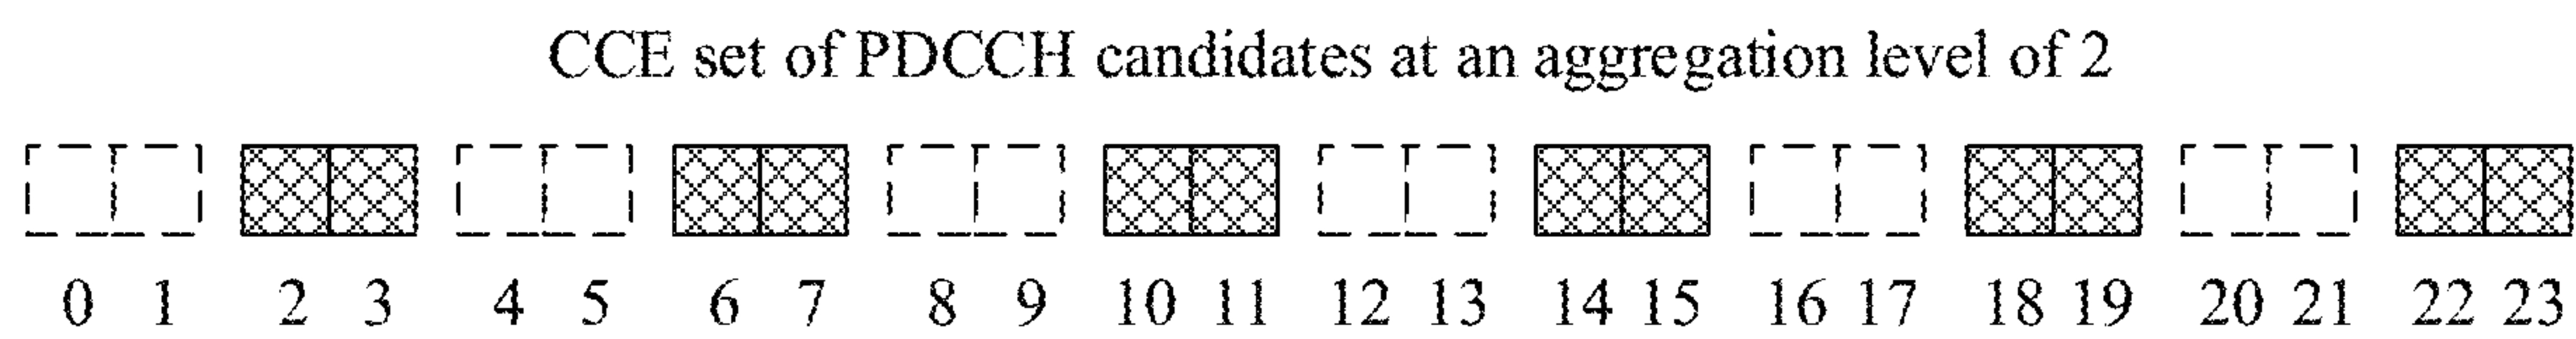 CCE set of PDCCH candidates at an aggregation level of 2
0 1 2 3 4 5 6 7 8 9 10 11 12 13 14 15 16 17 18 19 20 21 22 23